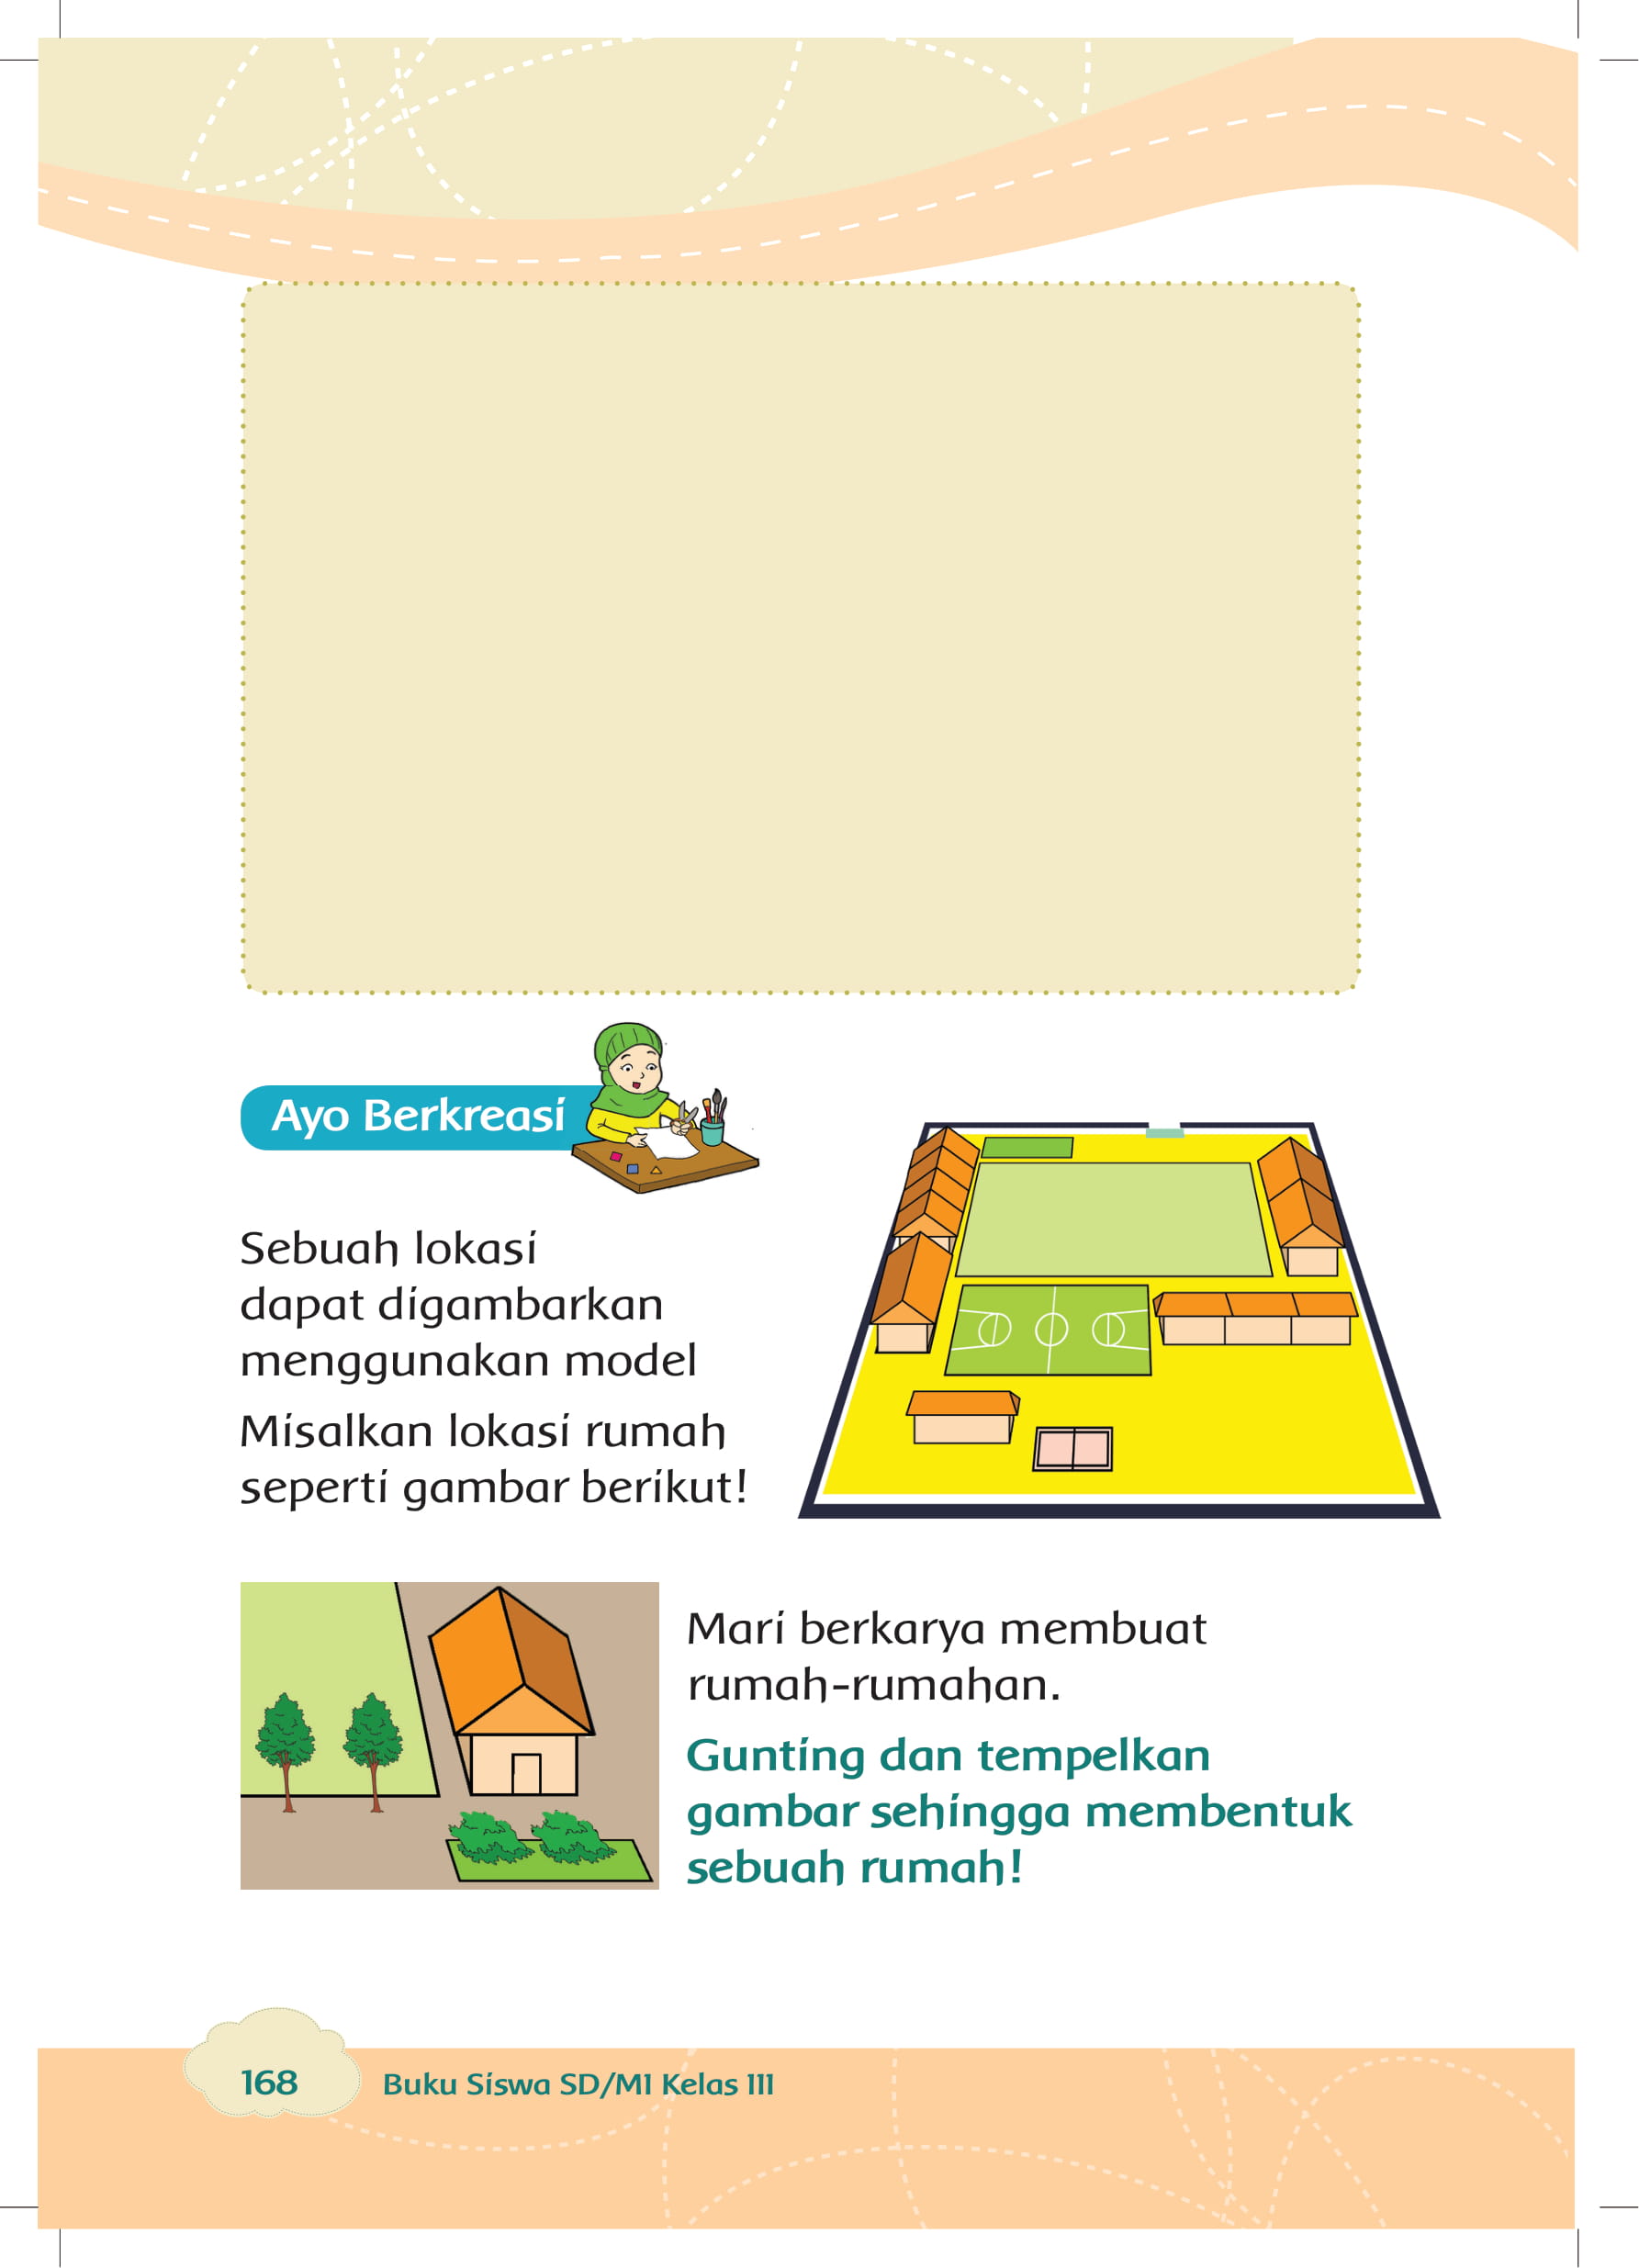 Ayo Berkreasi
Sebuah lokasi
dapat digambarkan
menggunakan model
Misalkan lokasi rumah
seperti gambar berikut!
Mari berkarya membuat
rumah-rumahan.
Gunting dan tempelkan
gambar sehingga membentuk
sebuah rumah!
168
Buku Siswa SD/MI Kelas III